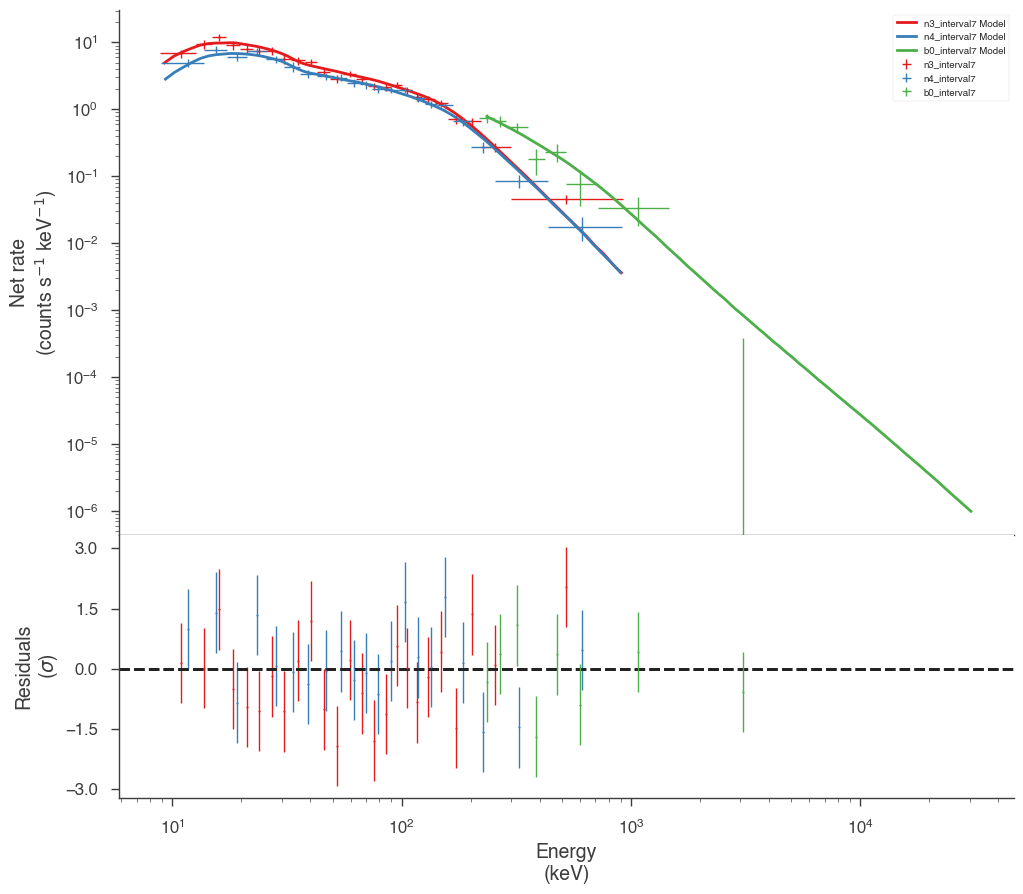 n3_interval7 Model
n4_interval7 Model
b0_interval7 Model
n3_interval7
n4_interval7
b0_interval7
10¹
10⁰
10⁻¹
10⁻²
10⁻³
10⁻⁴
10⁻⁵
10⁻⁶
Net rate
(counts s⁻¹ keV⁻¹)
3.0
1.5
0.0
−1.5
−3.0
Residuals
(σ)
10¹ 10² 10³ 10⁴
Energy
(keV)